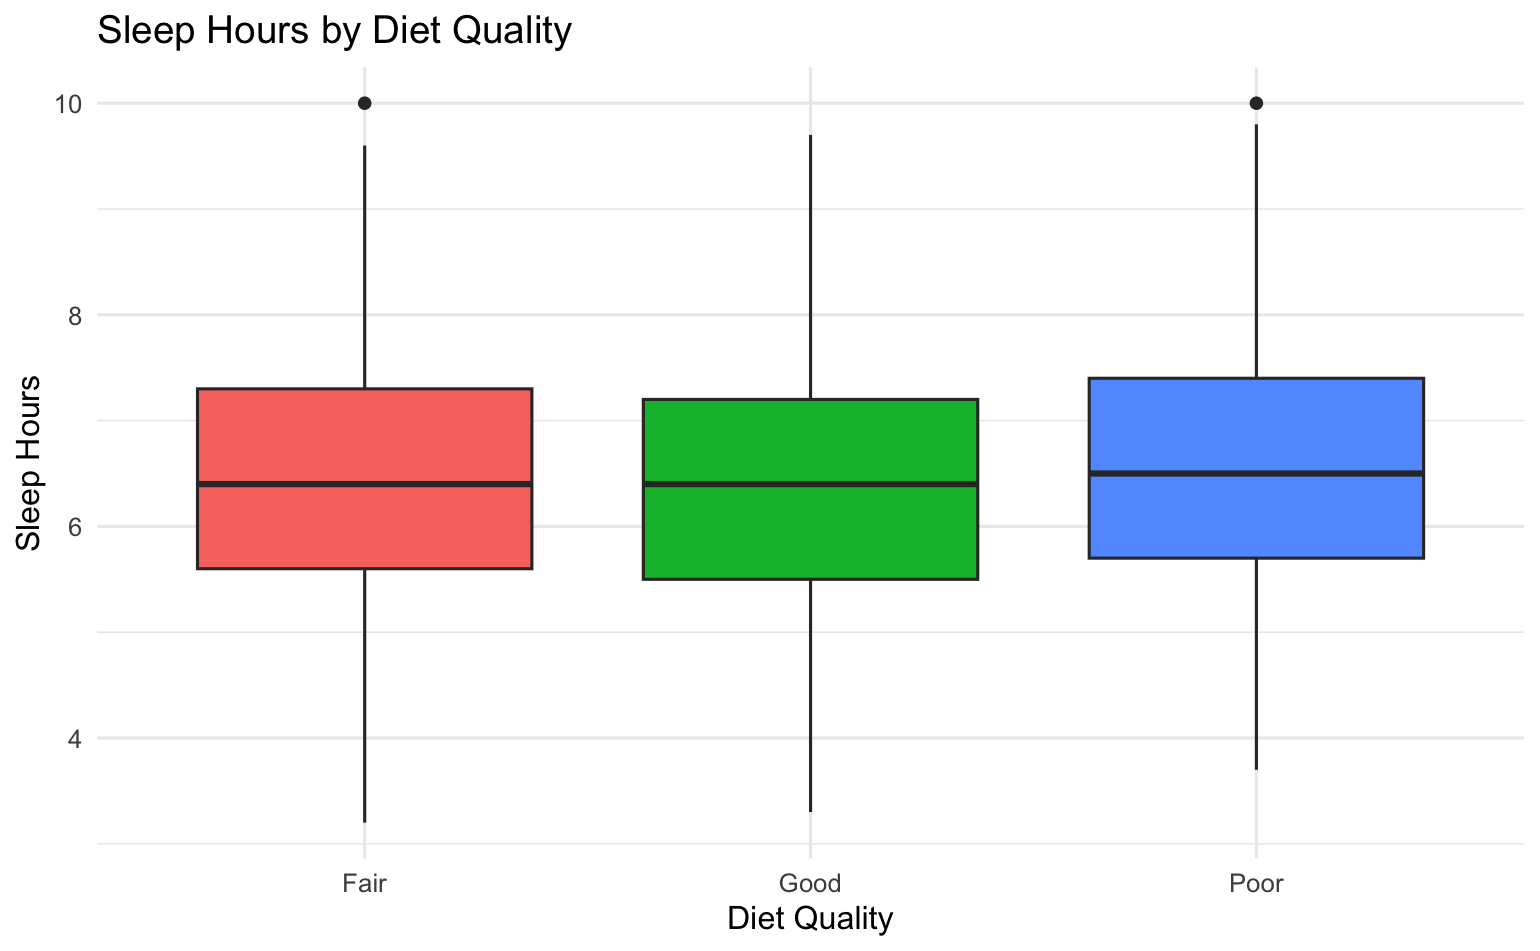 Sleep Hours by Diet Quality
Sleep Hours
10
8
6
4
Fair
Good
Poor
Diet Quality